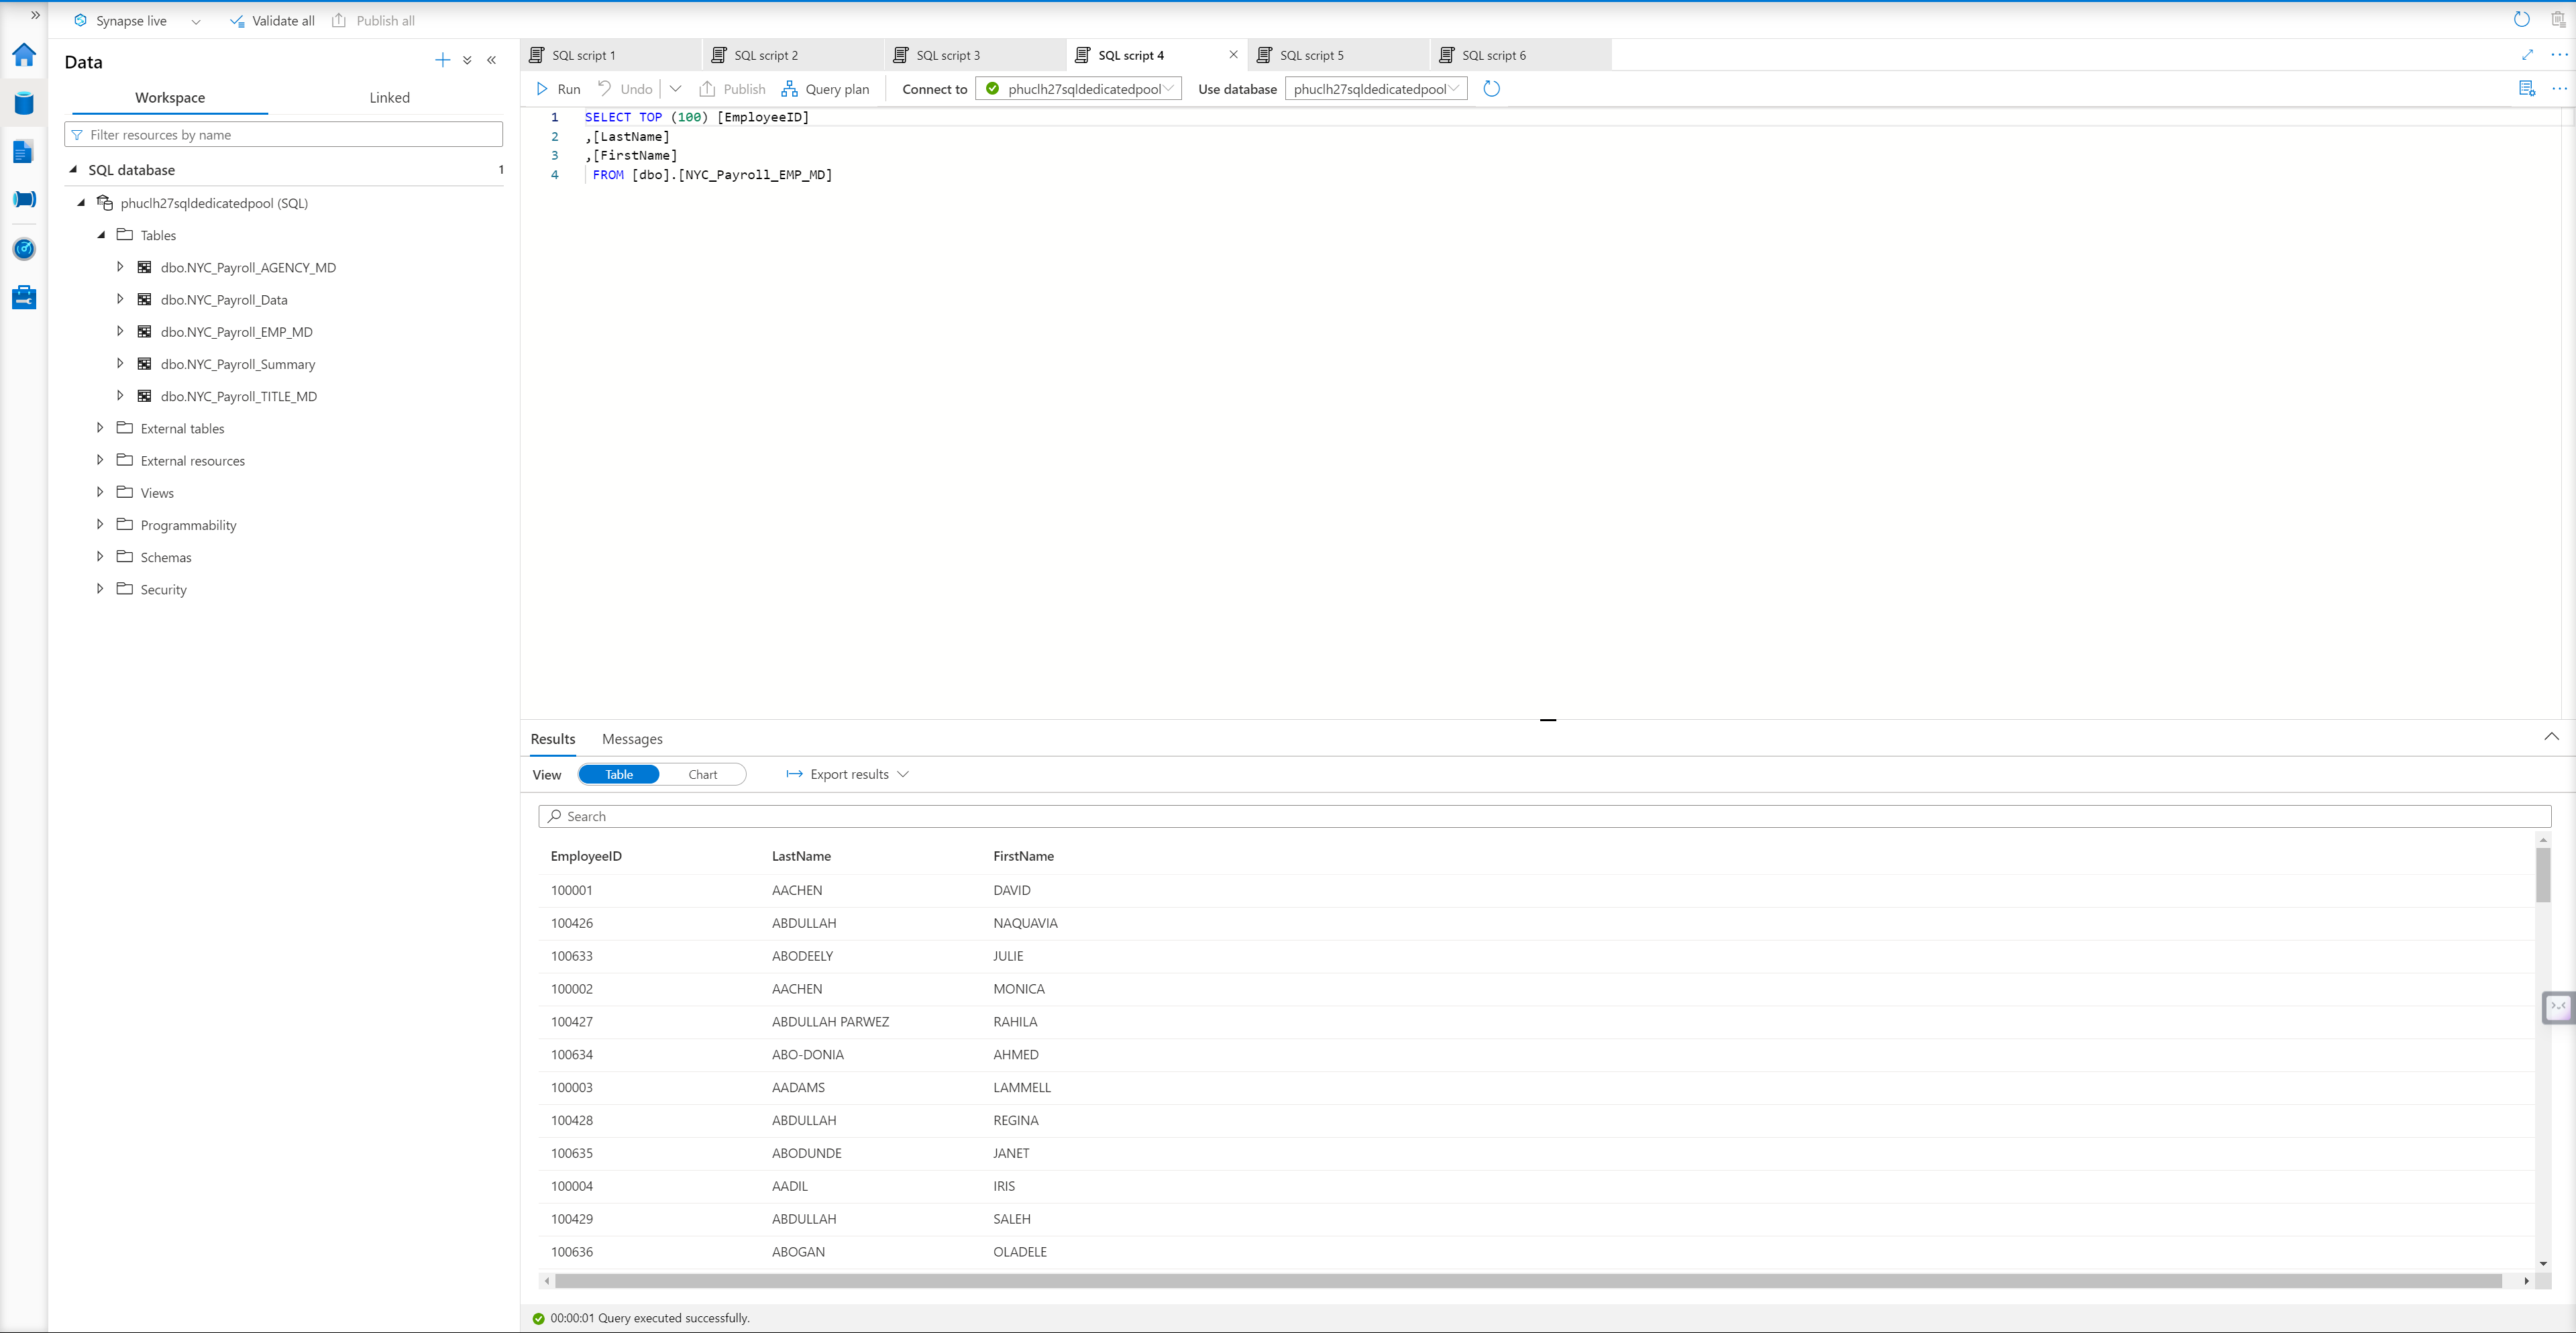 Synapse live Validate all Publish all
Data
Workspace Linked
Filter resources by name
SQL database 1
phuclh27sqldedicatedpool (SQL)
Tables
dbo.NYC_Payroll_AGENCY_MD
dbo.NYC_Payroll_Data
dbo.NYC_Payroll_EMP_MD
dbo.NYC_Payroll_Summary
dbo.NYC_Payroll_TITLE_MD
External tables
External resources
Views
Programmability
Schemas
Security
SQL script 1 SQL script 2 SQL script 3 SQL script 4 SQL script 5 SQL script 6
Run Undo Publish Query plan Connect to phuclh27sqldedicatedpool Use database phuclh27sqldedicatedpool
1 SELECT TOP (100) [EmployeeID]
2 ,[LastName]
3 ,[FirstName]
4 FROM [dbo].[NYC_Payroll_EMP_MD]
Results Messages
View Table Chart Export results
Search
EmployeeID LastName FirstName
100001 AACHEN DAVID
100426 ABDULLAH NAQUAVIA
100633 ABODEELY JULIE
100002 AACHEN MONICA
100427 ABDULLAH PARWEZ RAHILA
100634 ABO-DONIA AHMED
100003 AADAMS LAMMELL
100428 ABDULLAH REGINA
100635 ABODUNDE JANET
100004 AADIL IRIS
100429 ABDULLAH SALEH
100636 ABOGAN OLADELE
00:00:01 Query executed successfully.